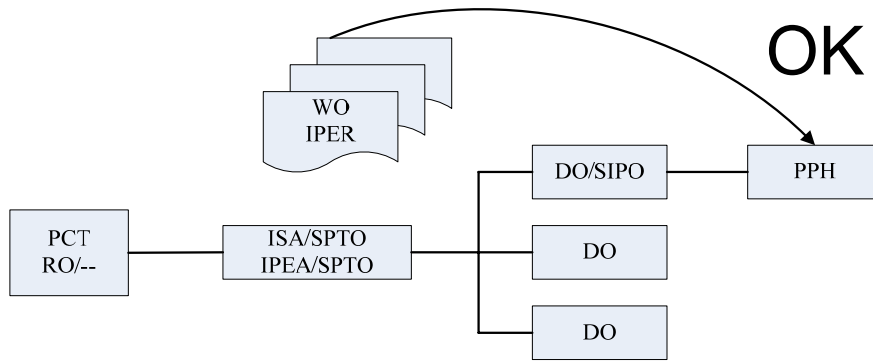 OK
WO
IPER
DO/SIPO
PPH
PCT
RO/--
ISA/SPTO
IPEA/SPTO
DO
DO